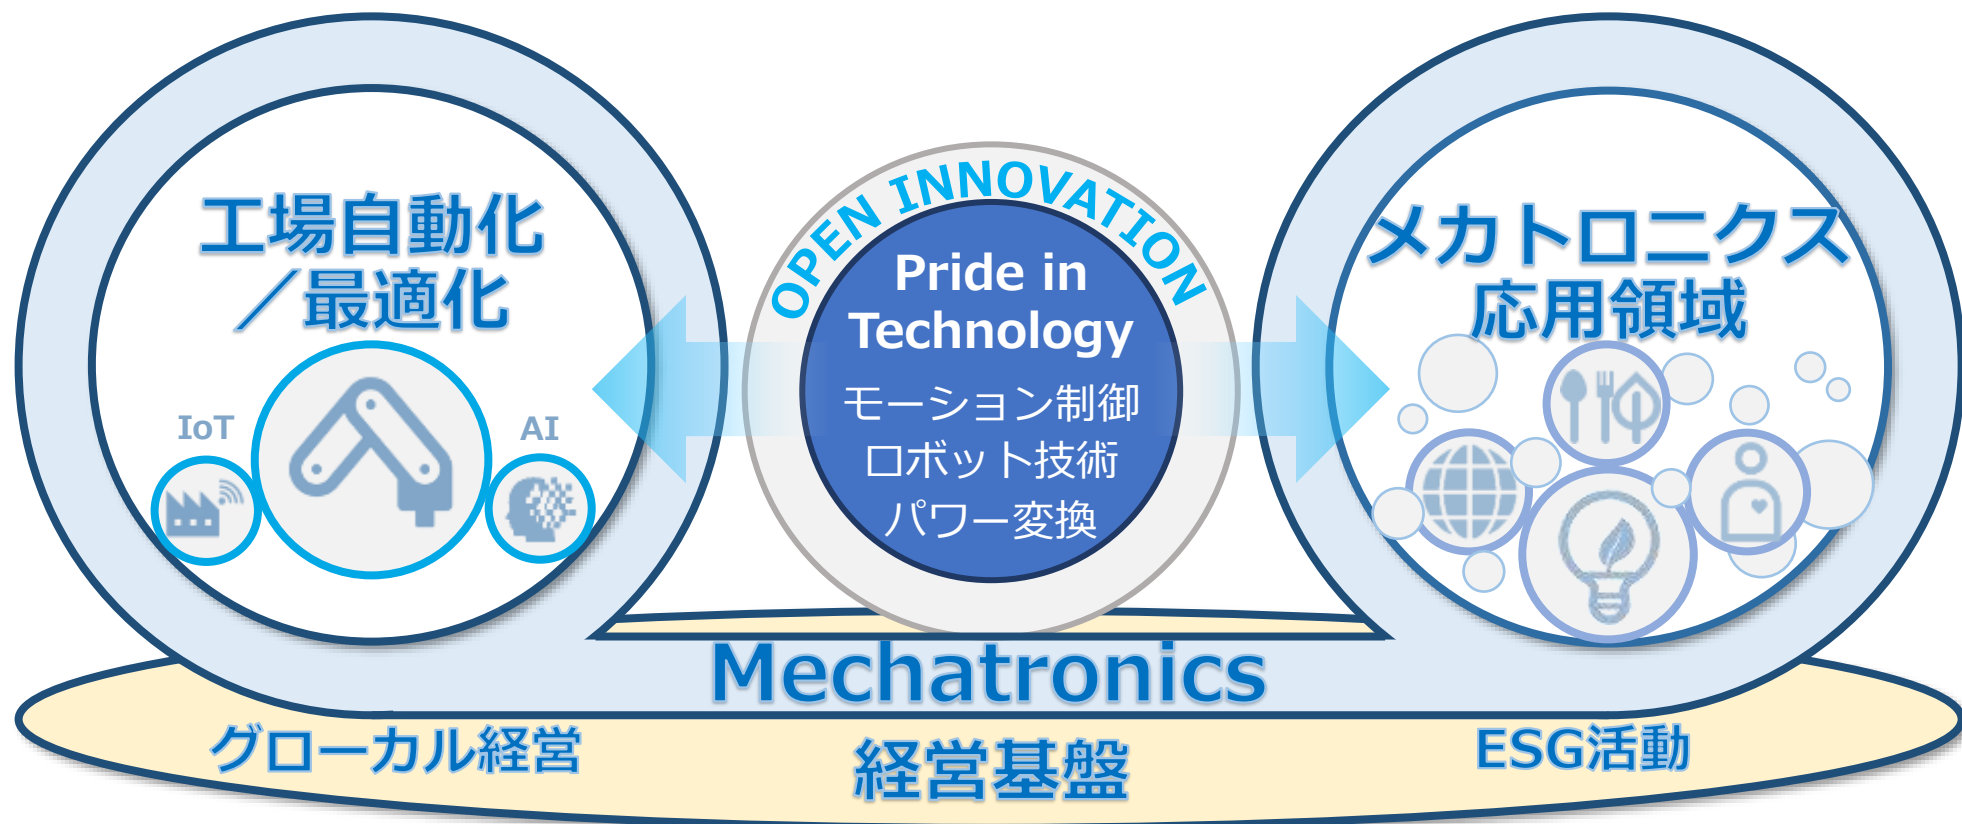 工場自動化
／最適化
IoT
AI
OPEN INNOVATION
Pride in
Technology
モーション制御
ロボット技術
パワー変換
メカトロニクス
応用領域
Mechatronics
グローカル経営
経営基盤
ESG活動